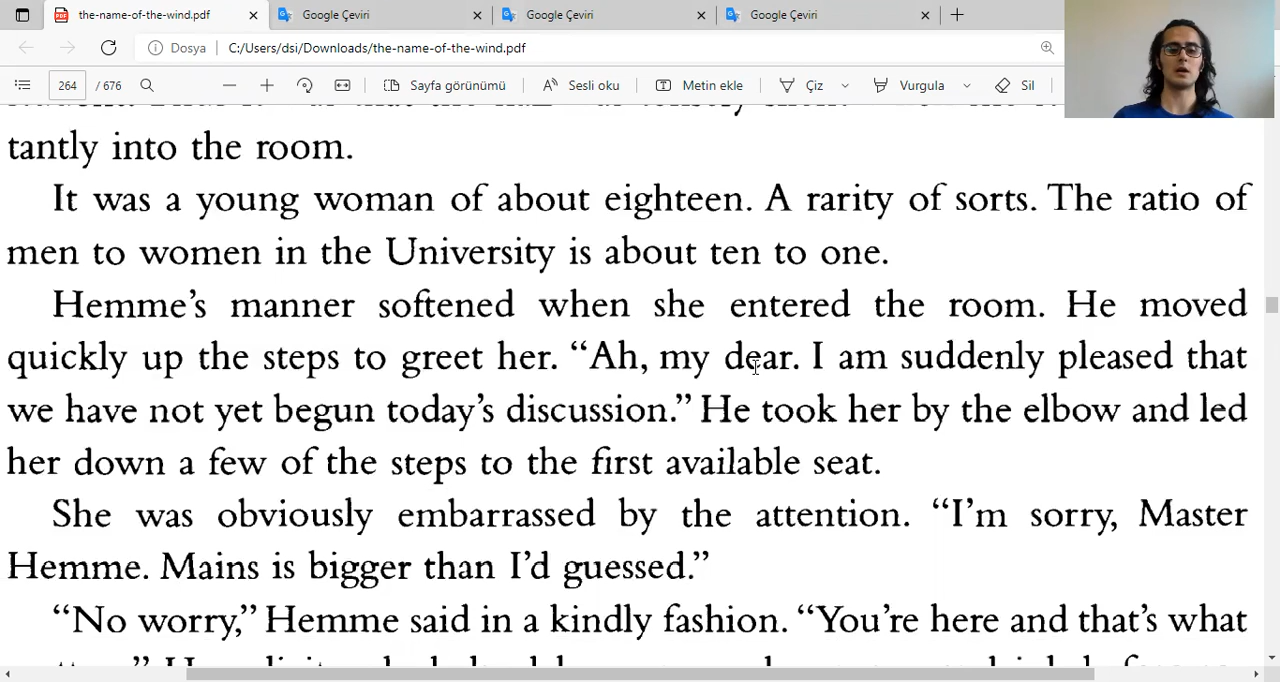 the-name-of-the-wind.pdf
Google Çeviri
Google Çeviri
Google Çeviri
Dosya
C:/Users/dsi/Downloads/the-name-of-the-wind.pdf
264 / 676
Sayfa görünümü
Sesli oku
Metin ekle
Çiz
Vurgula
Sil
tantly into the room.
It was a young woman of about eighteen. A rarity of sorts. The ratio of
men to women in the University is about ten to one.
Hemme’s manner softened when she entered the room. He moved
quickly up the steps to greet her. “Ah, my dear. I am suddenly pleased that
we have not yet begun today’s discussion.” He took her by the elbow and led
her down a few of the steps to the first available seat.
She was obviously embarrassed by the attention. “I’m sorry, Master
Hemme. Mains is bigger than I’d guessed.”
“No worry,” Hemme said in a kindly fashion. “You’re here and that’s what